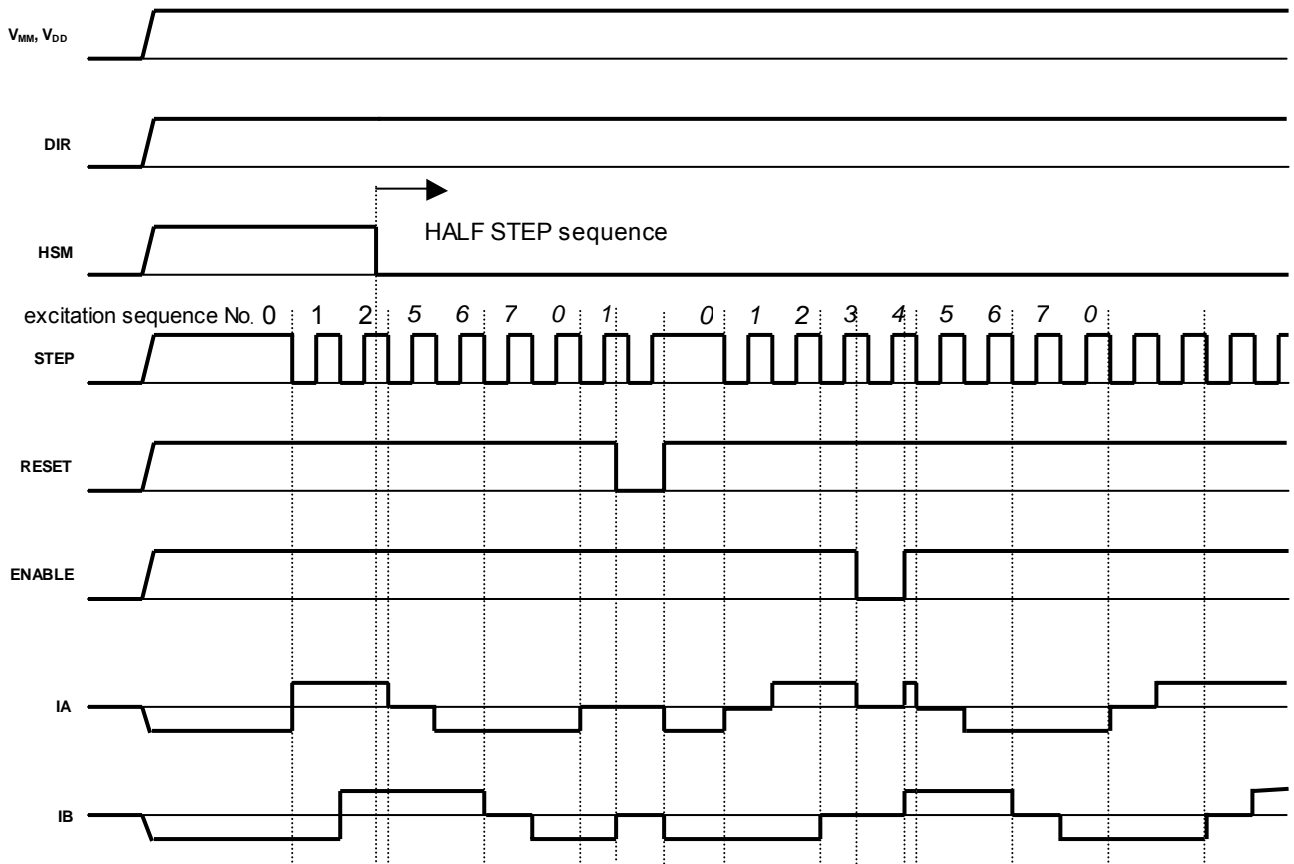 VMM, VDD
DIR
HALF STEP sequence
HSM
excitation sequence No. 0 1 2 5 6 7 0 1 0 1 2 3 4 5 6 7 0
STEP
RESET
ENABLE
IA
IB